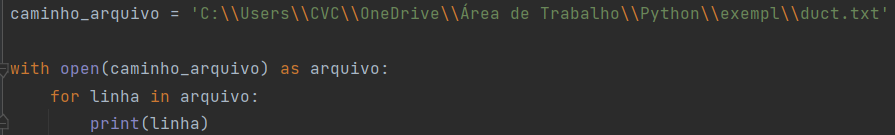 caminho_arquivo = 'C:\\Users\\CVC\\OneDrive\\Área de Trabalho\\Python\\exempl\\duct.txt'
with open(caminho_arquivo) as arquivo:
    for linha in arquivo:
        print(linha)